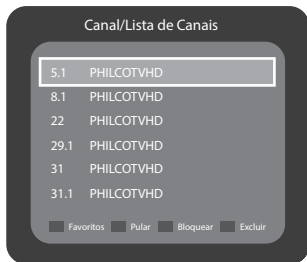 Canal/Lista de Canais
5.1 PHILCOTVHD
8.1 PHILCOTVHD
22 PHILCOTVHD
29.1 PHILCOTVHD
31 PHILCOTVHD
31.1 PHILCOTVHD
Favoritos Pular Bloquear Excluir